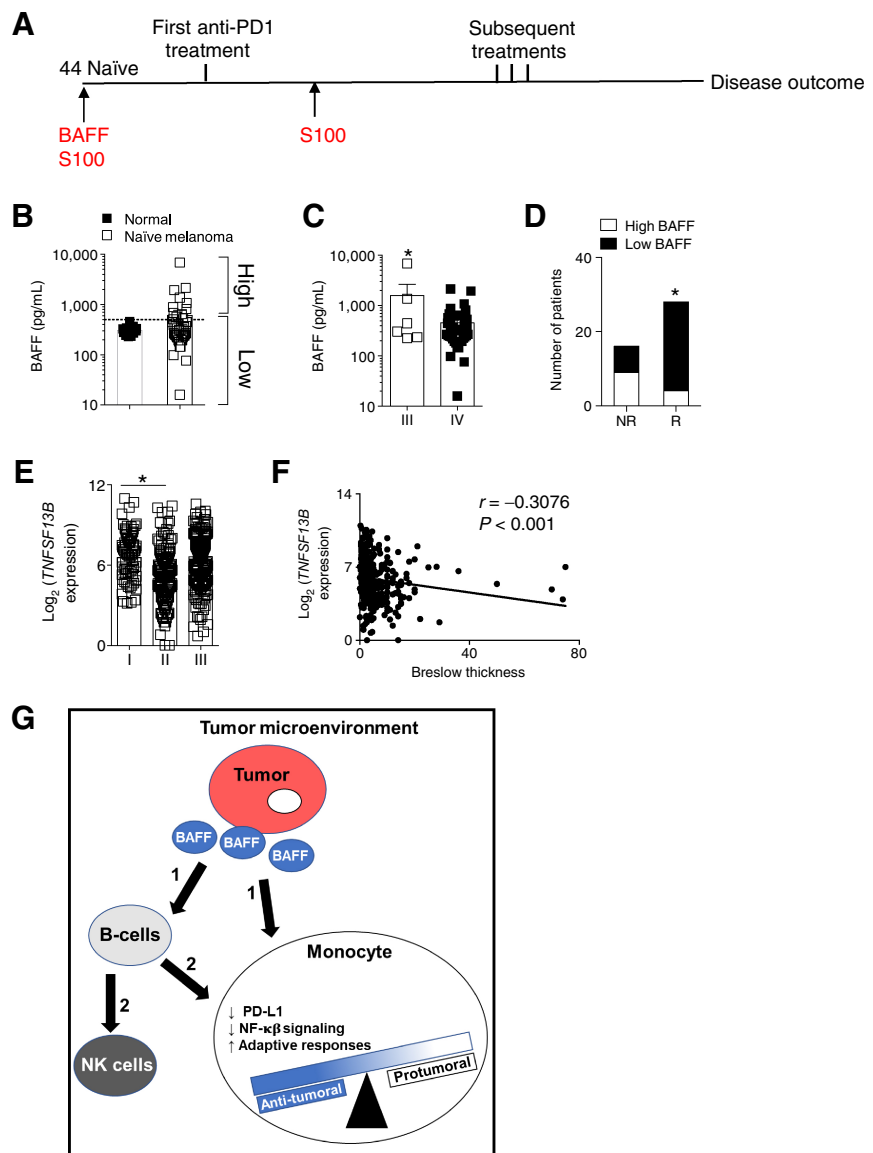 A
First anti-PD1
treatment
Subsequent
treatments
44 Naïve
Disease outcome
BAFF
S100
S100
B
Normal
Naïve melanoma
BAFF (pg/mL)
10,000
1,000
100
10
High
Low
C
BAFF (pg/mL)
10,000
1,000
100
10
*
III
IV
D
High BAFF
Low BAFF
Number of patients
40
20
0
*
NR
R
E
Log2 (TNFSF13B
expression)
12
6
0
*
I
II
III
F
Log2 (TNFSF13B
expression)
14
7
0
r = –0.3076
P < 0.001
0
40
80
Breslow thickness
G
Tumor microenvironment
Tumor
BAFF
BAFF
BAFF
1
1
B-cells
Monocyte
2
2
↓ PD-L1
↓ NF-κβ signaling
↑ Adaptive responses
NK cells
Anti-tumoral
Protumoral